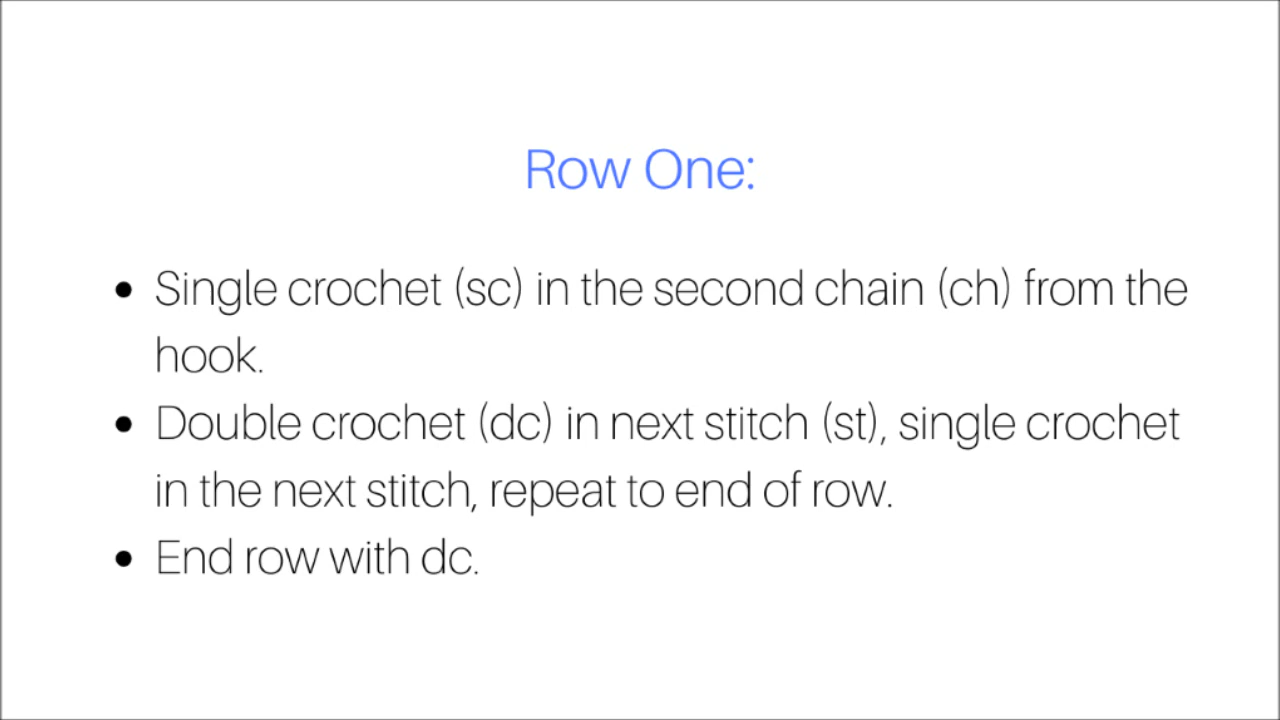 Row One:
• Single crochet (sc) in the second chain (ch) from the
hook.
• Double crochet (dc) in next stitch (st), single crochet
in the next stitch, repeat to end of row.
• End row with dc.